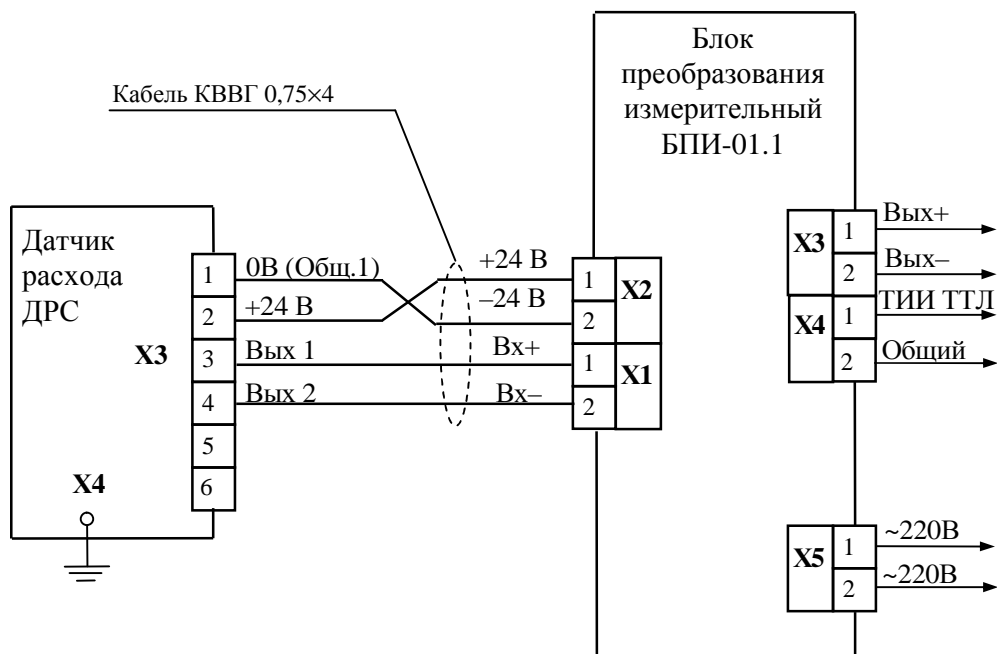 Блок
преобразования
измерительный
БПИ-01.1
Кабель КВВГ 0,75×4
Датчик
расхода
ДРС
X3
X4
1
2
3
4
5
6
0В (Общ.1)
+24 В
Вых 1
Вых 2
+24 В
–24 В
Вх+
Вх–
1
2
1
2
X2
X1
X3
X4
1
2
1
2
Вых+
Вых–
ТИИ ТТЛ
Общий
X5
1
2
~220В
~220В